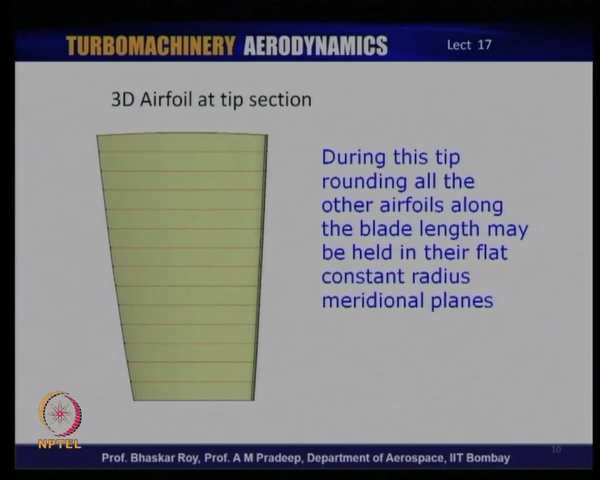 TURBOMACHINERY AERODYNAMICS
Lect 17
3D Airfoil at tip section
During this tip
rounding all the
other airfoils along
the blade length may
be held in their flat
constant radius
meridional planes
NPTEL
Prof. Bhaskar Roy, Prof. A M Pradeep, Department of Aerospace, IIT Bombay
10